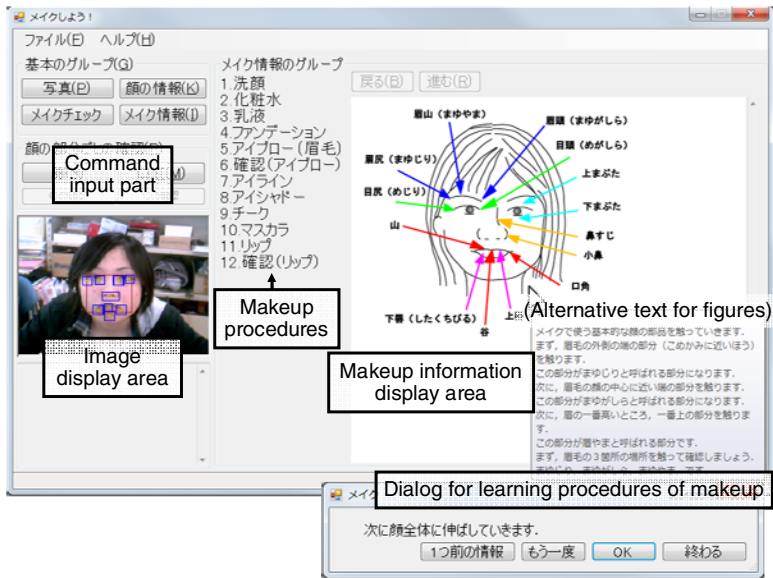 メイクしよう!
ファイル(F) ヘルプ(H)
基本のグループ(G)
写真(P) 顔の情報(K)
メイクチェック メイク情報(I)
Command
input part
Image
display area
メイク情報のグループ
1.洗顔
2.化粧水
3.乳液
4.ファンデーション
5.アイブロー(眉毛)
6.確認(アイブロー)
7.アイライン
8.アイシャドー
9.チーク
10.マスカラ
11.リップ
12.確認(リップ)
Makeup
procedures
戻る(B) 進む(R)
眉山(まゆやま)
眉頭(まゆがしら)
目頭(めがしら)
眉尻(まゆじり)
上まぶた
目尻(めじり)
下まぶた
山
鼻すじ
小鼻
口角
下唇(したくちびる)
谷
(Alternative text for figures)
メイクで使う基本的な顔の部品を触っていきます.
まず,眉毛の外側の端の部分(こめかみに近いほう)
を触ります.
この部分がまゆじりと呼ばれる部分になります.
次に,眉毛の顔の中心に近い端の部分を触ります.
この部分がまゆがしらと呼ばれる部分になります.
次に,眉の一番高いところ,一番上の部分を触りま
す.
この部分が眉やまと呼ばれる部分です.
まず,眉毛の3箇所の場所を触って確認しましょう.
Makeup information
display area
Dialog for learning procedures of makeup
次に顔全体に伸ばしていきます.
1つ前の情報 もう一度 OK 終わる